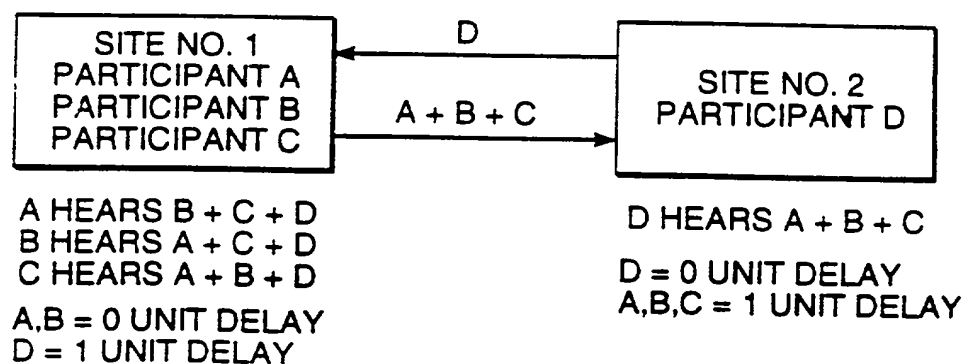 SITE NO. 1
PARTICIPANT A
PARTICIPANT B
PARTICIPANT C
D
A + B + C
SITE NO. 2
PARTICIPANT D
A HEARS B + C + D
B HEARS A + C + D
C HEARS A + B + D
A,B = 0 UNIT DELAY
D = 1 UNIT DELAY
D HEARS A + B + C
D = 0 UNIT DELAY
A,B,C = 1 UNIT DELAY